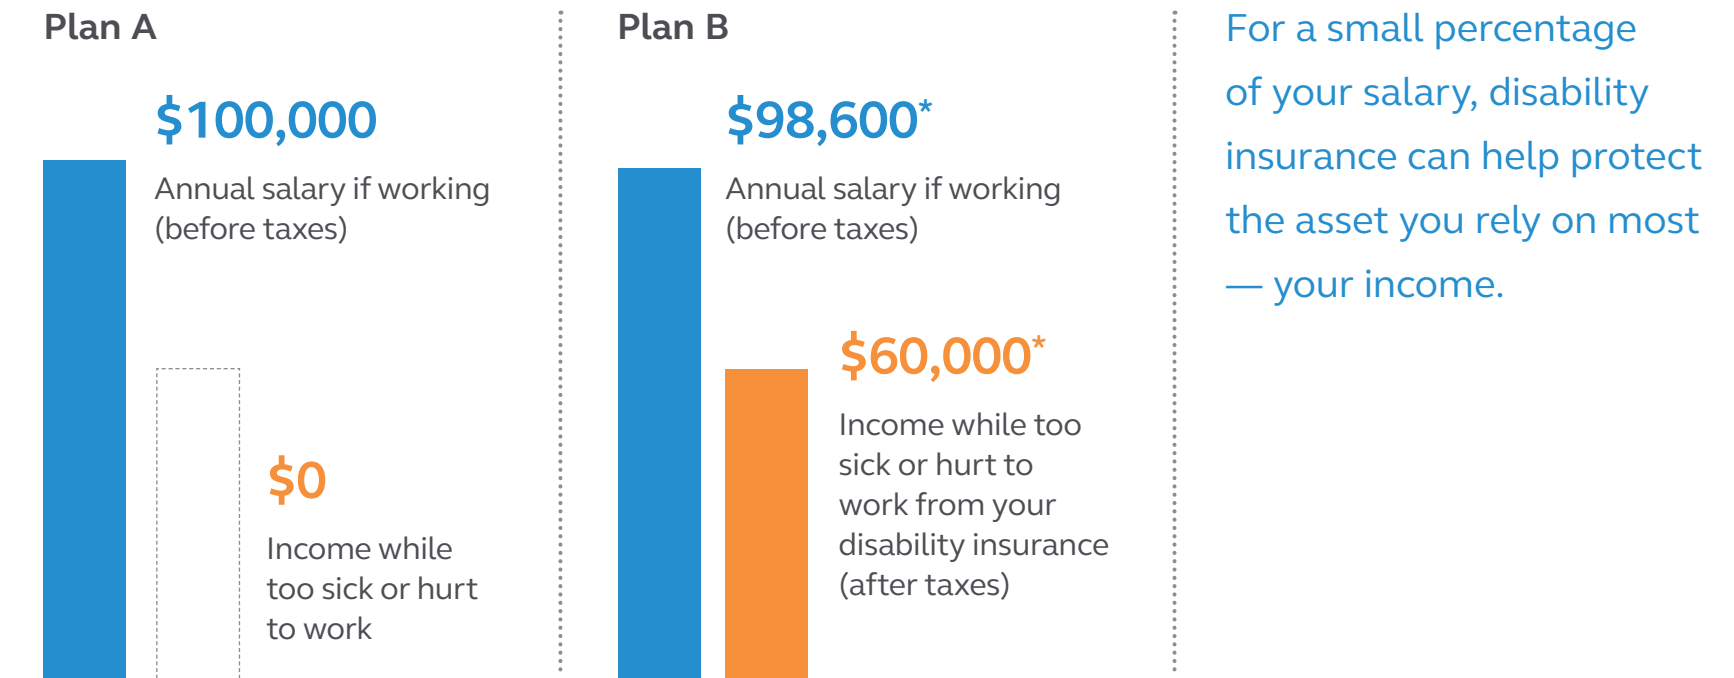 Plan A
$100,000
Annual salary if working
(before taxes)
$0
Income while
too sick or hurt
to work
Plan B
$98,600*
Annual salary if working
(before taxes)
$60,000*
Income while too
sick or hurt to
work from your
disability insurance
(after taxes)
For a small percentage
of your salary, disability
insurance can help protect
the asset you rely on most
— your income.